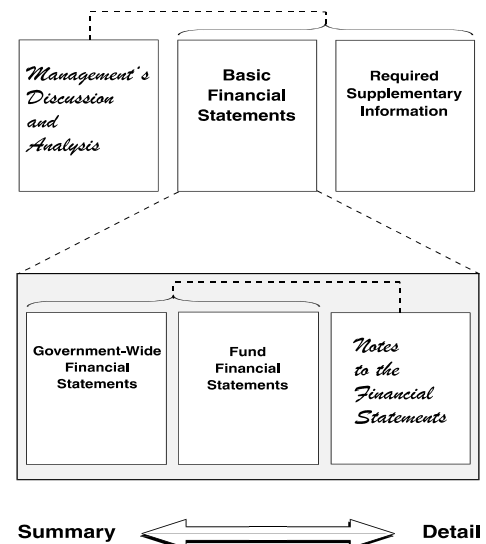 Management's
Discussion
and
Analysis
Basic
Financial
Statements
Required
Supplementary
Information
Government-Wide
Financial
Statements
Fund
Financial
Statements
Notes
to the
Financial
Statements
Summary
Detail